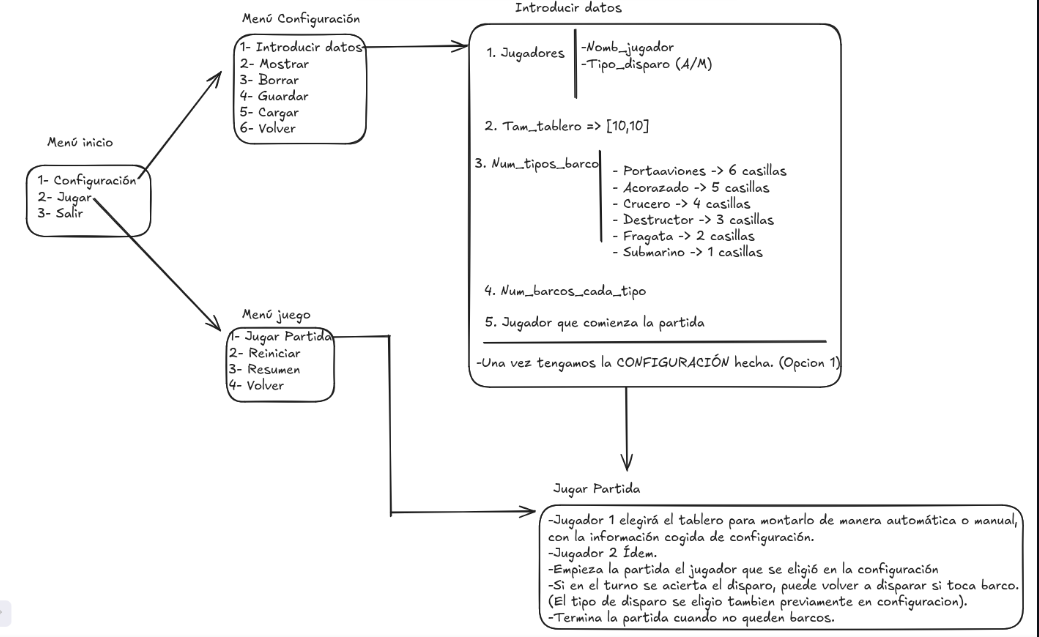 Menú inicio
1- Configuración
2- Jugar
3- Salir
Menú Configuración
1- Introducir datos
2- Mostrar
3- Borrar
4- Guardar
5- Cargar
6- Volver
Introducir datos
1. Jugadores
-Nomb_jugador
-Tipo_disparo (A/M)
2. Tam_tablero => [10,10]
3. Num_tipos_barco
- Portaaviones -> 6 casillas
- Acorazado -> 5 casillas
- Crucero -> 4 casillas
- Destructor -> 3 casillas
- Fragata -> 2 casillas
- Submarino -> 1 casillas
4. Num_barcos_cada_tipo
5. Jugador que comienza la partida
-Una vez tengamos la CONFIGURACIÓN hecha. (Opcion 1)
Menú juego
1- Jugar Partida
2- Reiniciar
3- Resumen
4- Volver
Jugar Partida
-Jugador 1 elegirá el tablero para montarlo de manera automática o manual,
con la información cogida de configuración.
-Jugador 2 Ídem.
-Empieza la partida el jugador que se eligió en la configuración
-Si en el turno se acierta el disparo, puede volver a disparar si toca barco.
(El tipo de disparo se eligio tambien previamente en configuracion).
-Termina la partida cuando no queden barcos.